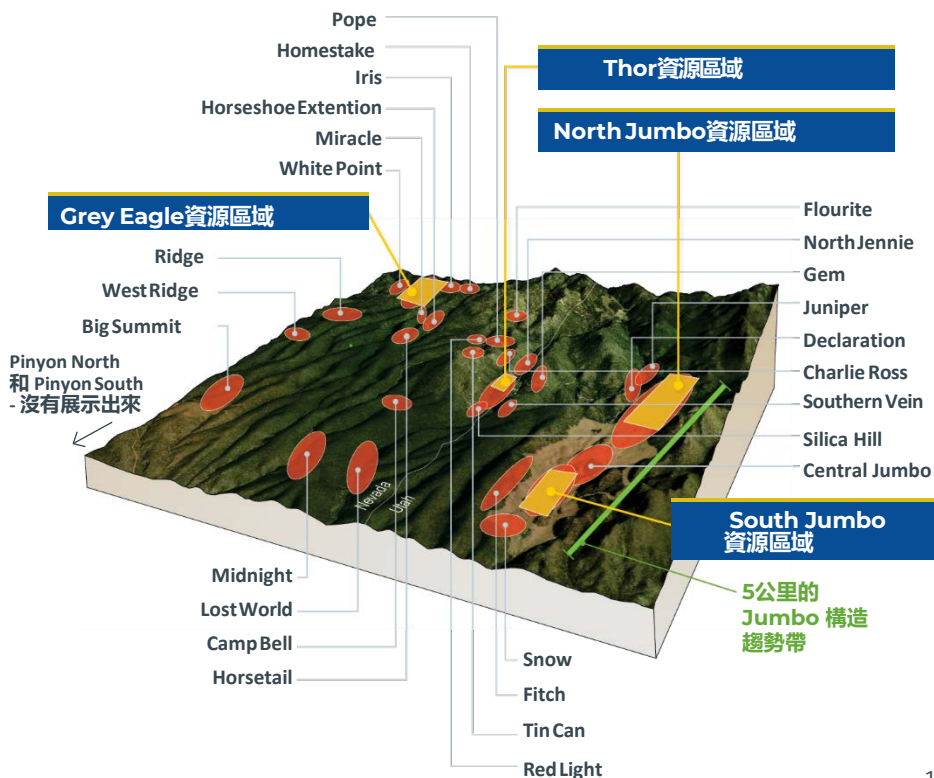 Pope
Homestake
Iris
Horseshoe Extention
Miracle
White Point
Thor資源區域
North Jumbo資源區域
Grey Eagle資源區域
Ridge
West Ridge
Big Summit
Pinyon North
和 Pinyon South
- 沒有展示出來
Flourite
North Jennie
Gem
Juniper
Declaration
Charlie Ross
Southern Vein
Silica Hill
Central Jumbo
Nevada
Utah
South Jumbo
資源區域
5公里的
Jumbo 構造
趨勢帶
Midnight
Lost World
Camp Bell
Horsetail
Snow
Fitch
Tin Can
Red Light
1